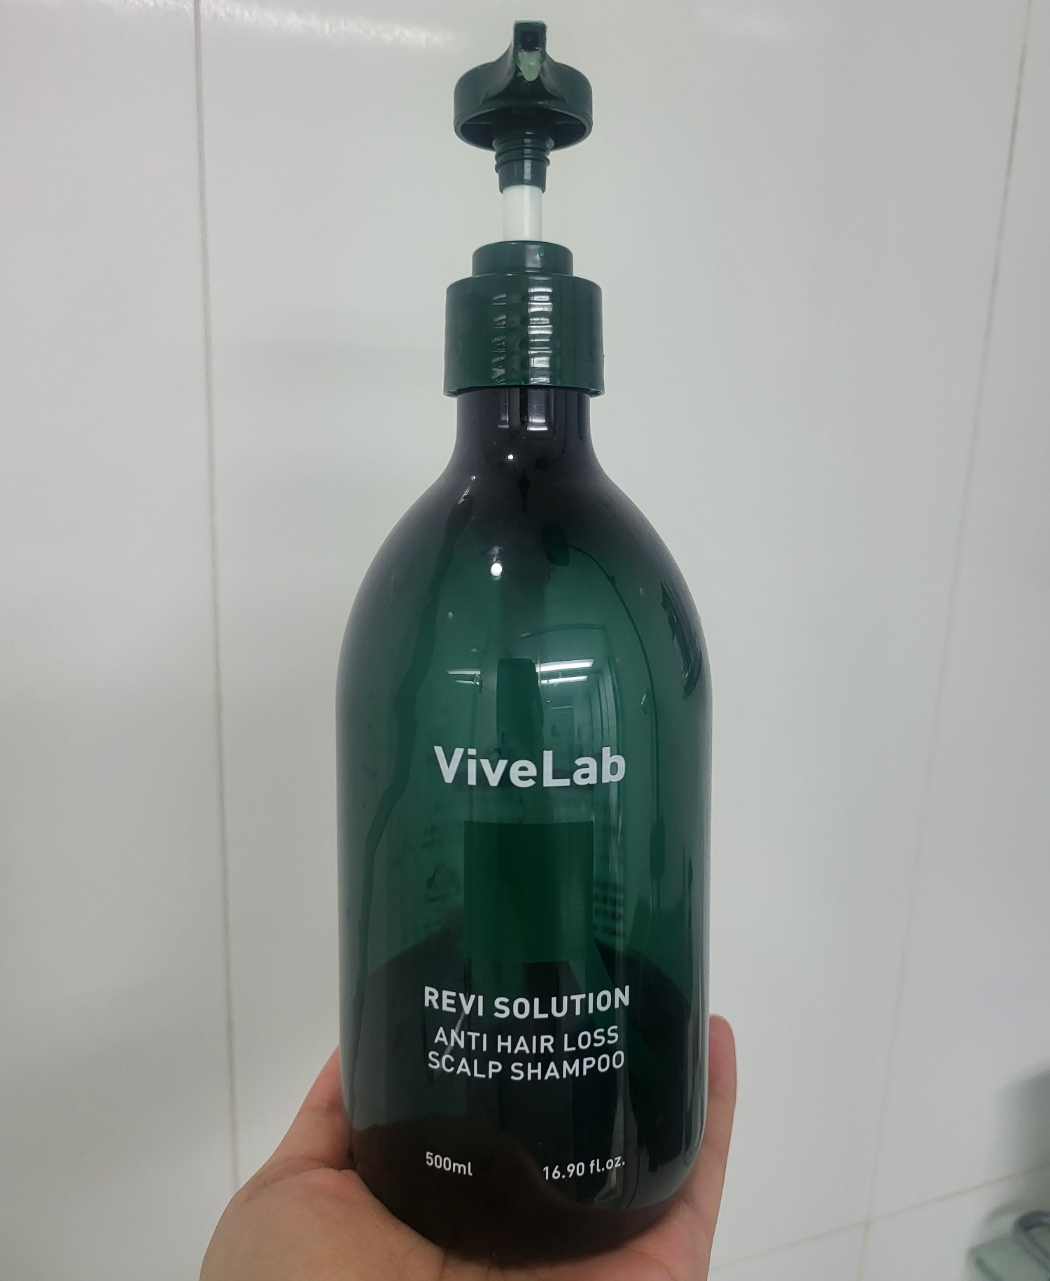 ViveLab
REVI SOLUTION
ANTI HAIR LOSS
SCALP SHAMPOO
500ml 16.90 fl.oz.